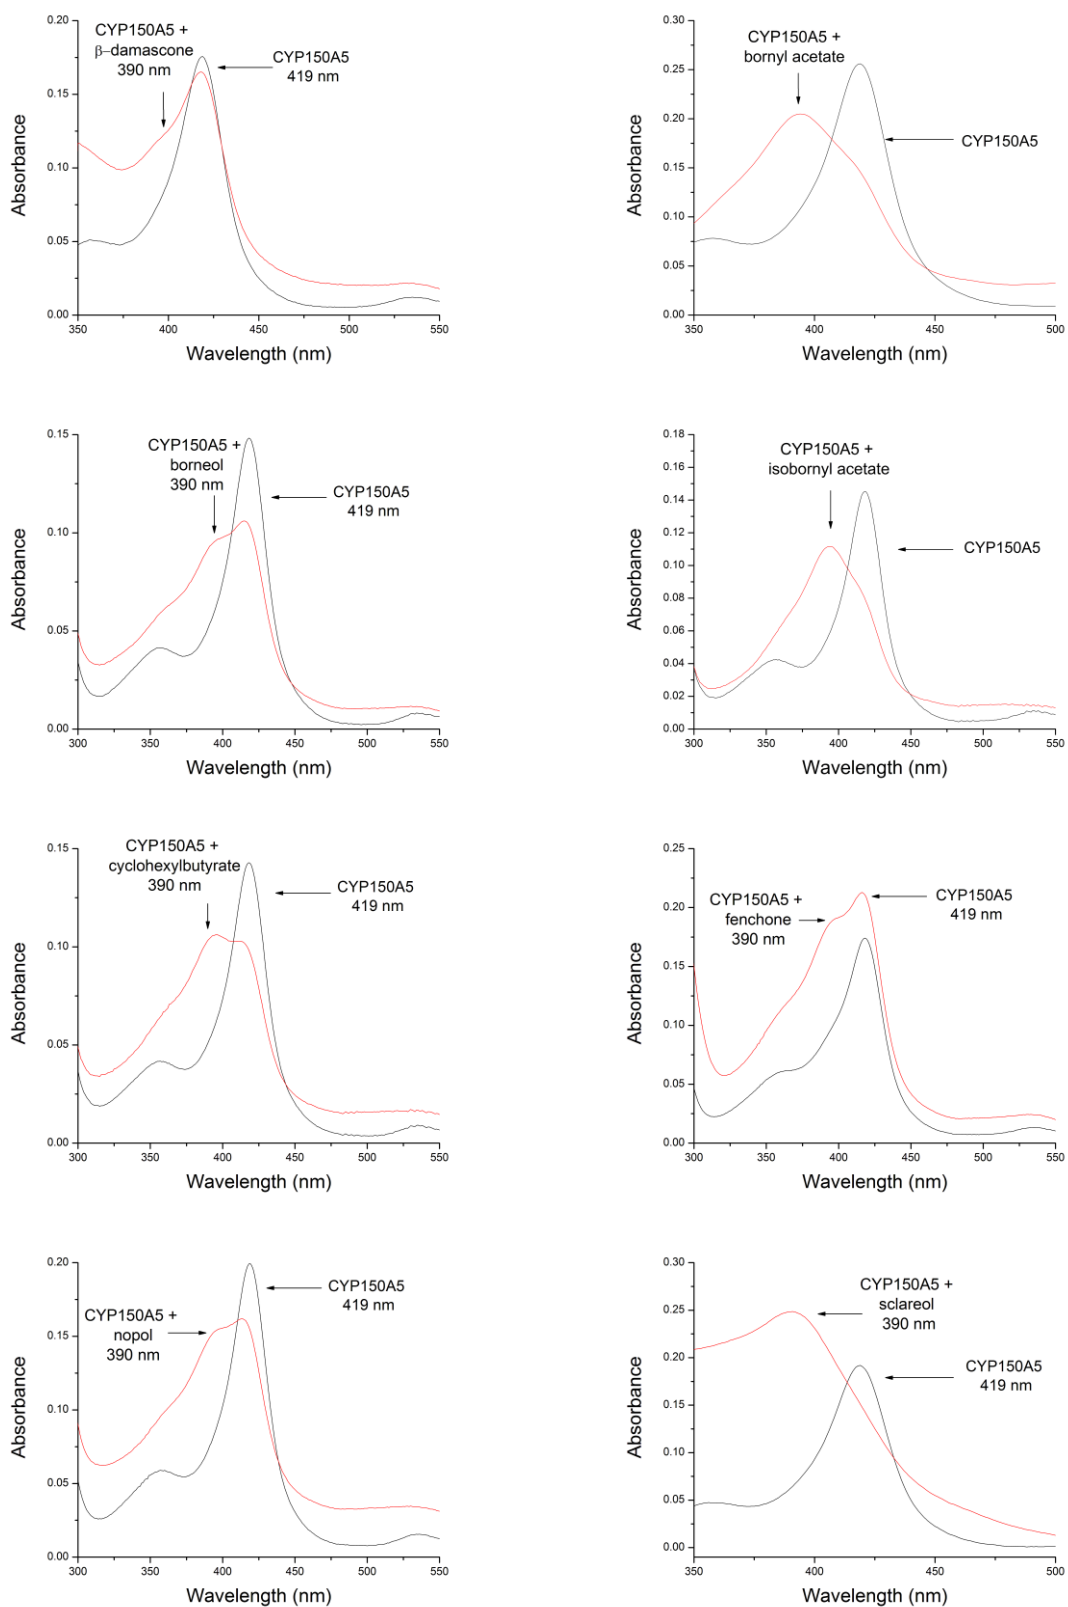 CYP150A5 +
β–damascone
390 nm
CYP150A5
419 nm
0.20
0.15
0.10
0.05
0.00
Absorbance
350
400
450
500
550
Wavelength (nm)
CYP150A5 +
bornyl acetate
CYP150A5
0.30
0.25
0.20
0.15
0.10
0.05
0.00
Absorbance
350
400
450
500
Wavelength (nm)
CYP150A5 +
borneol
390 nm
CYP150A5
419 nm
0.15
0.10
0.05
0.00
Absorbance
300
350
400
450
500
550
Wavelength (nm)
CYP150A5 +
isobornyl acetate
CYP150A5
0.18
0.16
0.14
0.12
0.10
0.08
0.06
0.04
0.02
0.00
Absorbance
300
350
400
450
500
550
Wavelength (nm)
CYP150A5 +
cyclohexylbutyrate
390 nm
CYP150A5
419 nm
0.15
0.10
0.05
0.00
Absorbance
300
350
400
450
500
550
Wavelength (nm)
CYP150A5 +
fenchone
390 nm
CYP150A5
419 nm
0.25
0.20
0.15
0.10
0.05
0.00
Absorbance
300
350
400
450
500
550
Wavelength (nm)
CYP150A5 +
nopol
390 nm
CYP150A5
419 nm
0.20
0.15
0.10
0.05
0.00
Absorbance
300
350
400
450
500
550
Wavelength (nm)
CYP150A5 +
sclareol
390 nm
CYP150A5
419 nm
0.30
0.25
0.20
0.15
0.10
0.05
0.00
Absorbance
350
400
450
500
Wavelength (nm)